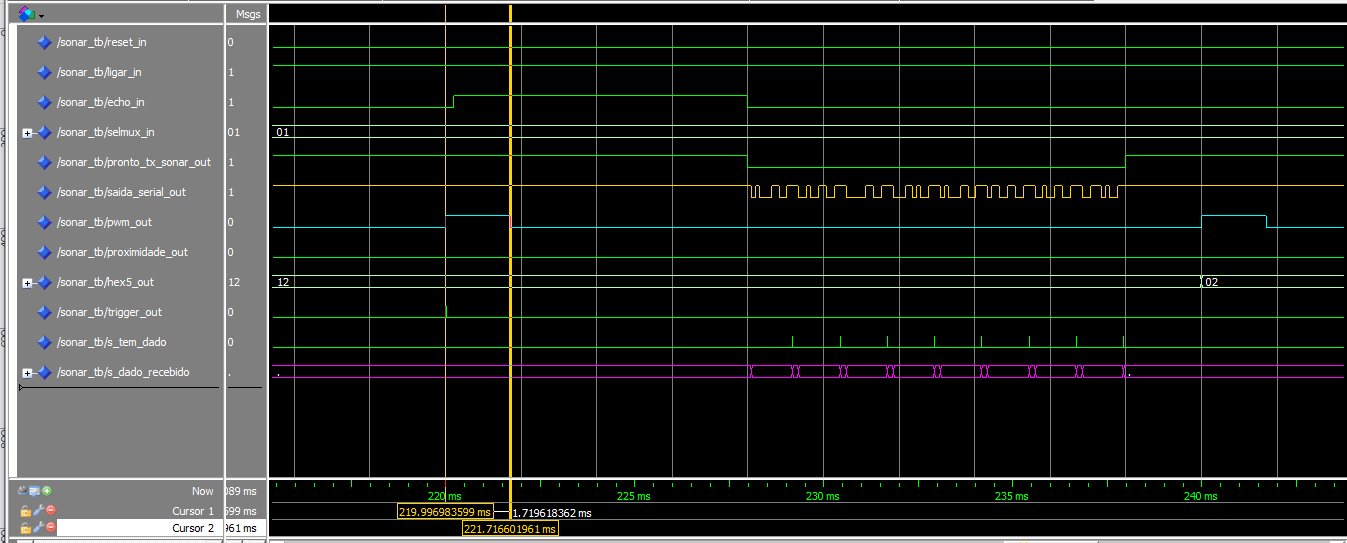 Msgs
/sonar_tb/reset_in 0
/sonar_tb/ligar_in 1
/sonar_tb/echo_in 1
/sonar_tb/selmux_in 01 01
/sonar_tb/pronto_tx_sonar_out 1
/sonar_tb/saida_serial_out 1
/sonar_tb/pwm_out 0
/sonar_tb/proximidade_out 0
/sonar_tb/hex5_out 12 12 02
/sonar_tb/trigger_out 0
/sonar_tb/s_tem_dado 0
/sonar_tb/s_dado_recebido . . .
Now 089 ms 220 ms 225 ms 230 ms 235 ms 240 ms
Cursor 1 599 ms 219.996983599 ms 1.719618362 ms
Cursor 2 961 ms 221.716601961 ms